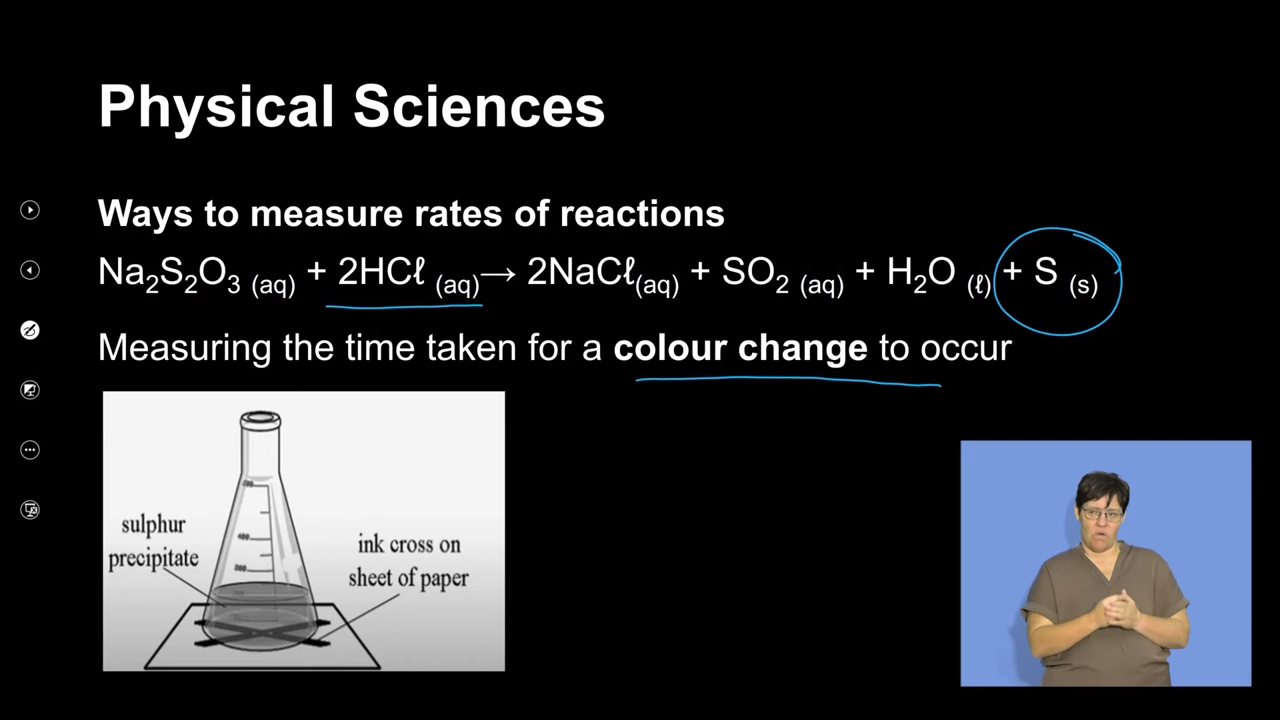 Physical Sciences
Ways to measure rates of reactions
Na₂S₂O₃ (aq) + 2HCℓ (aq)→ 2NaCℓ(aq) + SO₂ (aq) + H₂O (ℓ) + S (s)
Measuring the time taken for a colour change to occur
sulphur
precipitate
ink cross on
sheet of paper